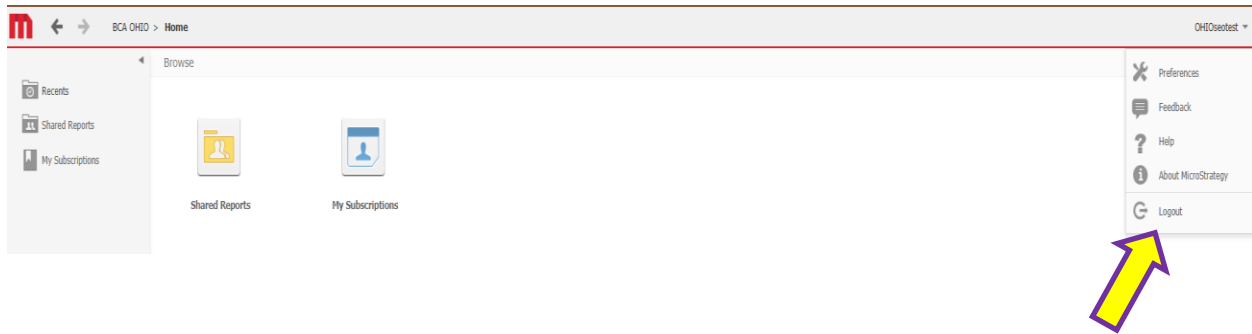 BCA OHIO > Home
OHIOseotest
Browse
Recents
Shared Reports
My Subscriptions
Shared Reports
My Subscriptions
Preferences
Feedback
Help
About MicroStrategy
Logout